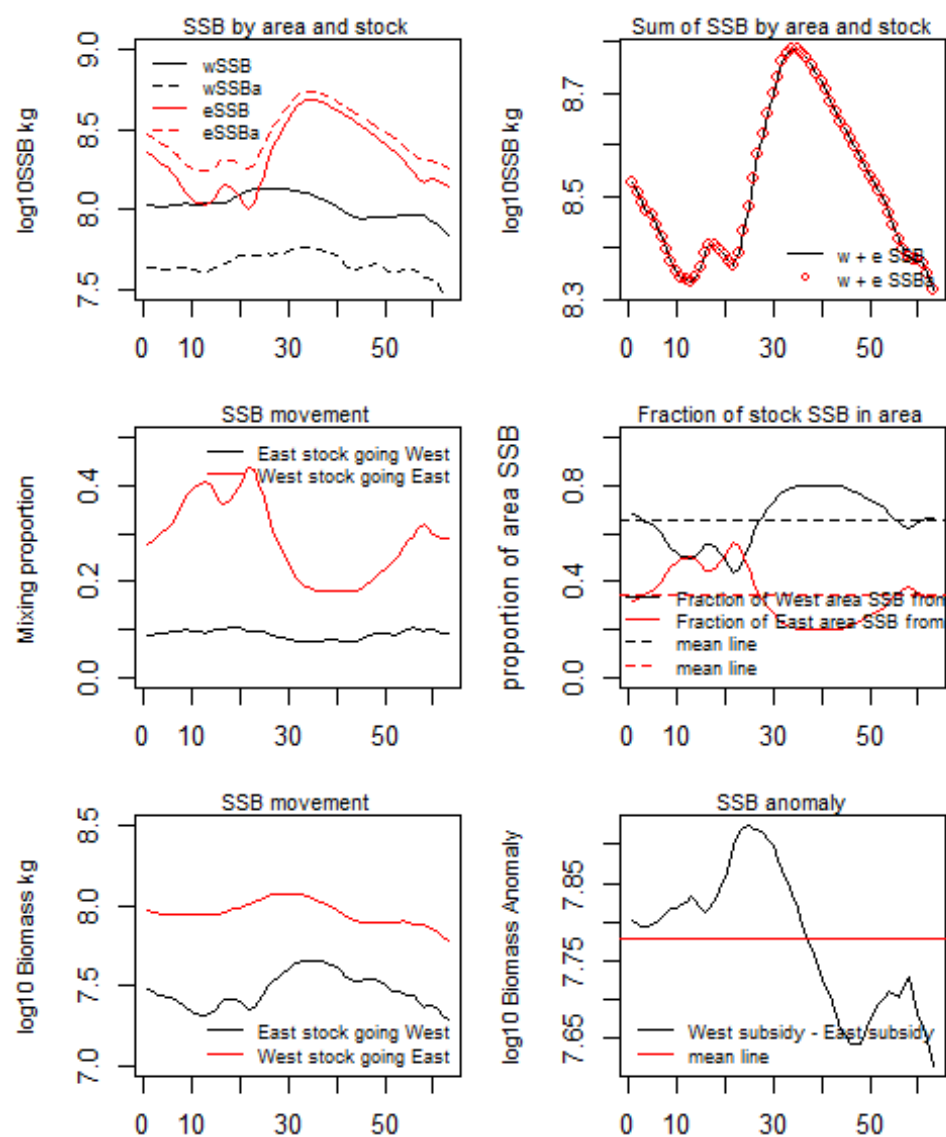 SSB by area and stock
log10SSB kg
9.0
8.5
8.0
7.5
wSSB
wSSBa
eSSB
eSSBa
0 10 30 50
Sum of SSB by area and stock
log10SSB kg
8.7
8.5
8.3
w + e SSB
w + e SSBa
0 10 30 50
SSB movement
Mixing proportion
0.4
0.2
0.0
East stock going West
West stock going East
0 10 30 50
Fraction of stock SSB in area
proportion of area SSB
0.8
0.4
0.0
Fraction of West area SSB from
Fraction of East area SSB from
mean line
mean line
0 10 30 50
SSB movement
log10 Biomass kg
8.5
8.0
7.5
7.0
East stock going West
West stock going East
0 10 30 50
SSB anomaly
log10 Biomass Anomaly
7.85
7.75
7.65
West subsidy - East subsidy
mean line
0 10 30 50